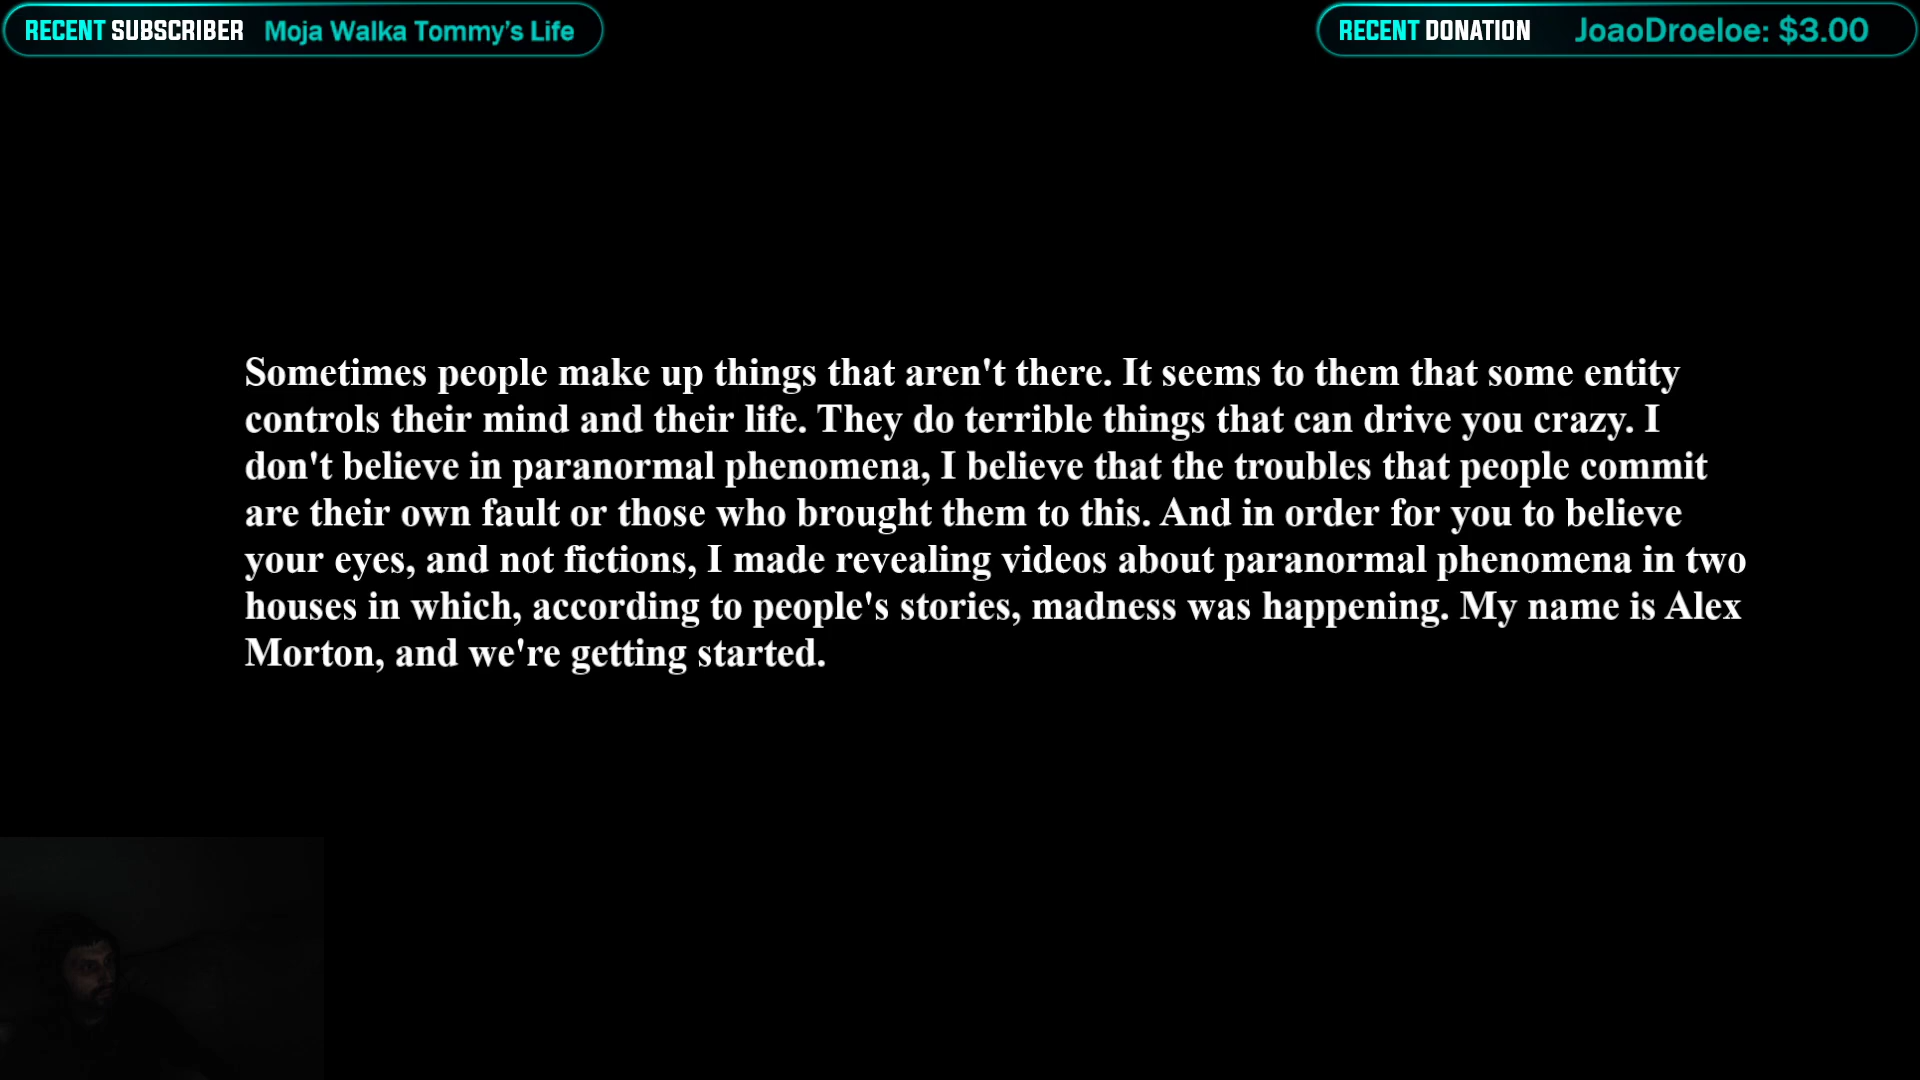 RECENT SUBSCRIBER Moja Walka Tommy’s Life
RECENT DONATION JoaoDroeloe: $3.00
Sometimes people make up things that aren't there. It seems to them that some entity
controls their mind and their life. They do terrible things that can drive you crazy. I
don't believe in paranormal phenomena, I believe that the troubles that people commit
are their own fault or those who brought them to this. And in order for you to believe
your eyes, and not fictions, I made revealing videos about paranormal phenomena in two
houses in which, according to people's stories, madness was happening. My name is Alex
Morton, and we're getting started.